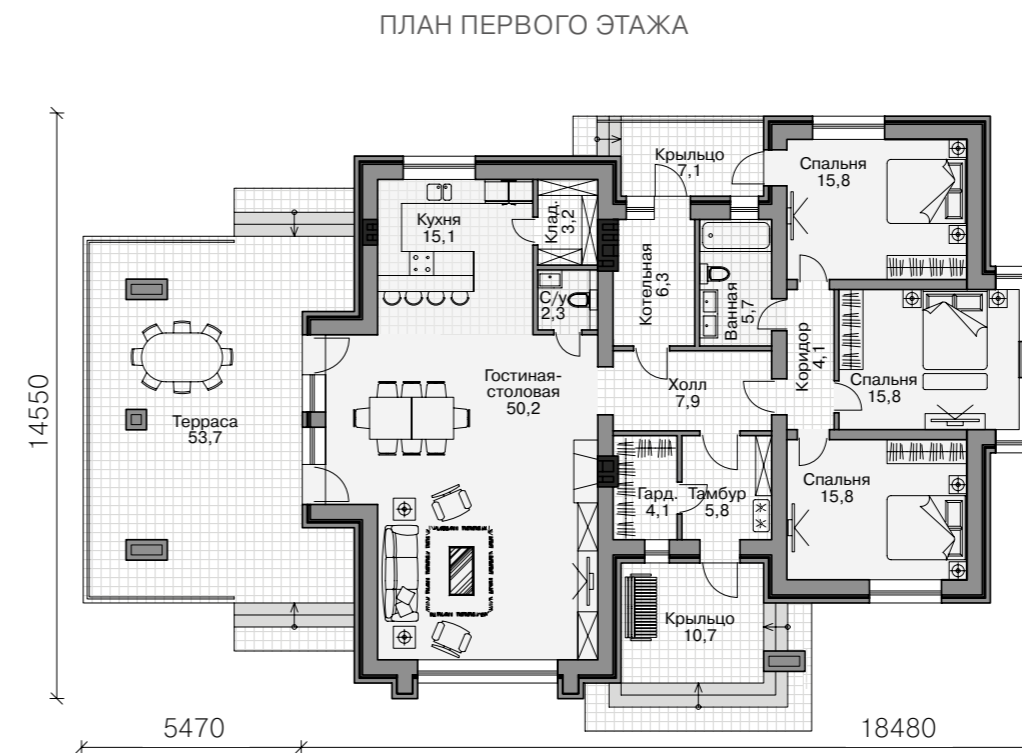 ПЛАН ПЕРВОГО ЭТАЖА
Крыльцо
7,1
Спальня
15,8
Кухня
15,1
Клад.
3,2
Котельная
6,3
Ванная
5,7
С/у
2,3
Коридор
4,1
Спальня
15,8
Гостиная-
столовая
50,2
Холл
7,9
Терраса
53,7
14550
Гард.
4,1
Тамбур
5,8
Спальня
15,8
Крыльцо
10,7
5470
18480